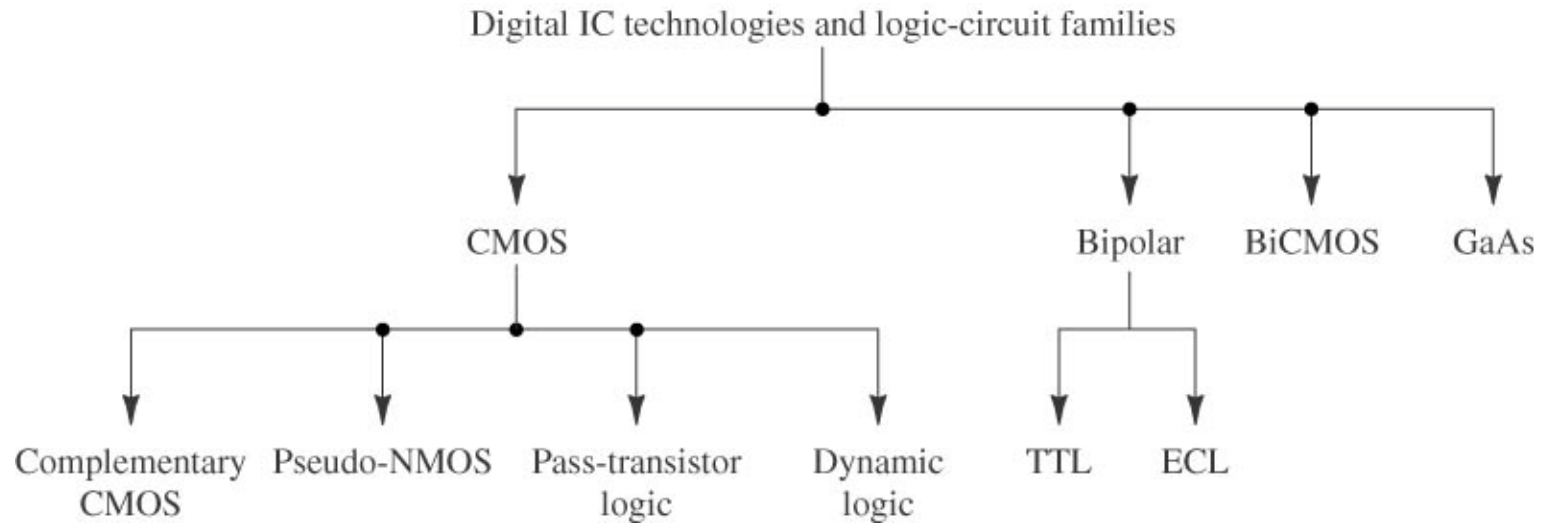 Digital IC technologies and logic-circuit families
CMOS
Bipolar
BiCMOS
GaAs
Complementary
CMOS
Pseudo-NMOS
Pass-transistor
logic
Dynamic
logic
TTL
ECL